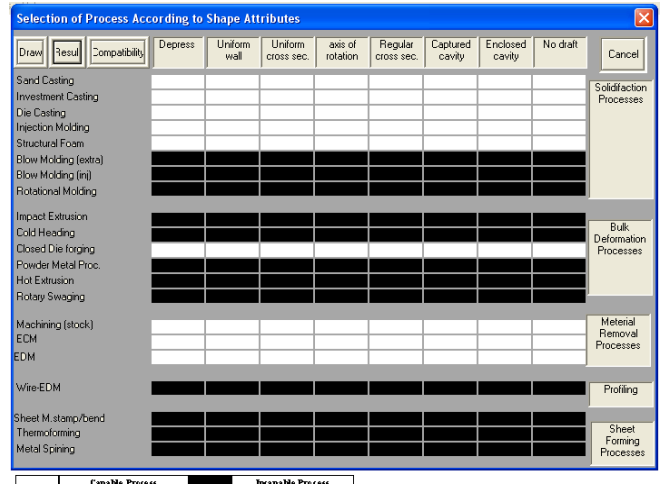 Selection of Process According to Shape Attributes
Draw Resul Compatibility Depress Uniform wall Uniform cross sec. axis of rotation Regular cross sec. Captured cavity Enclosed cavity No draft Cancel
Sand Casting
Investment Casting
Die Casting
Injection Molding
Structural Foam
Blow Molding (extra)
Blow Molding (inj)
Rotational Molding
Solidifaction
Processes
Impact Extrusion
Cold Heading
Closed Die forging
Powder Metal Proc.
Hot Extrusion
Rotary Swaging
Bulk
Deformation
Processes
Machining (stock)
ECM
EDM
Meterial
Removal
Processes
Wire-EDM
Profiling
Sheet M.stamp/bend
Thermoforming
Metal Spining
Sheet
Forming
Processes
Capable Process Incapable Process